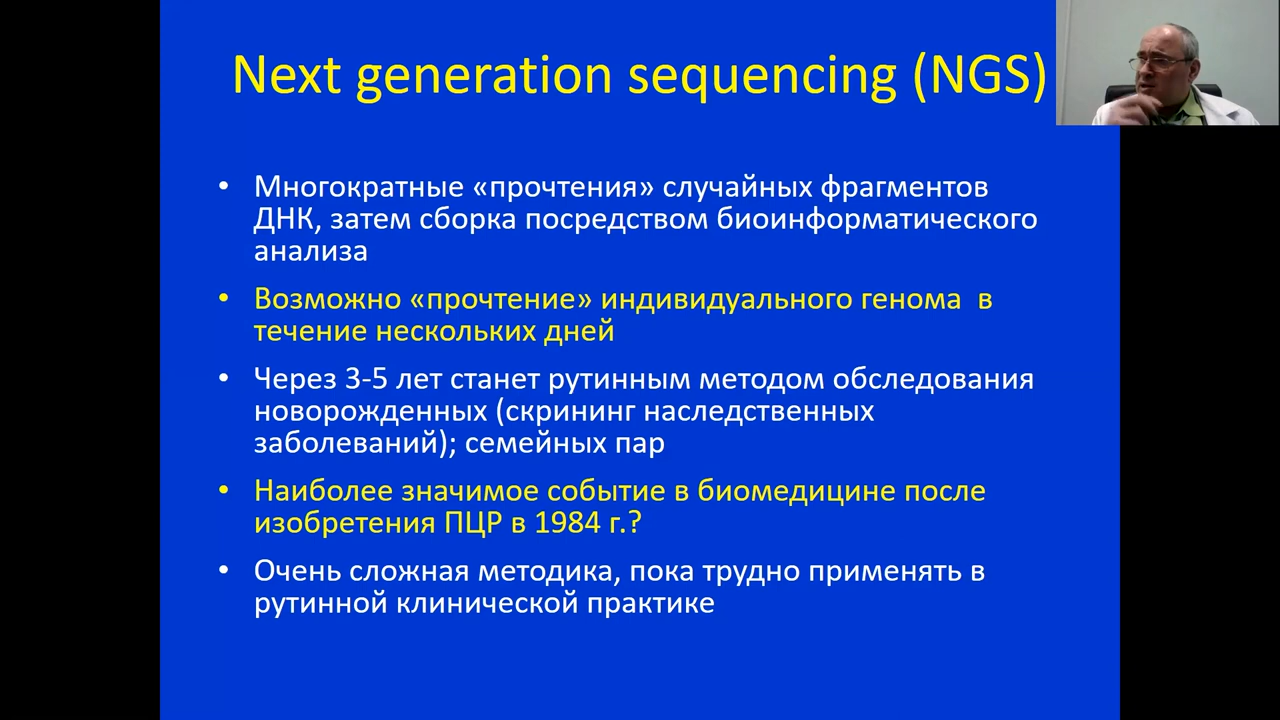 Next generation sequencing (NGS)
• Многократные «прочтения» случайных фрагментов
ДНК, затем сборка посредством биоинформатического
анализа
• Возможно «прочтение» индивидуального генома в
течение нескольких дней
• Через 3-5 лет станет рутинным методом обследования
новорожденных (скрининг наследственных
заболеваний); семейных пар
• Наиболее значимое событие в биомедицине после
изобретения ПЦР в 1984 г.?
• Очень сложная методика, пока трудно применять в
рутинной клинической практике